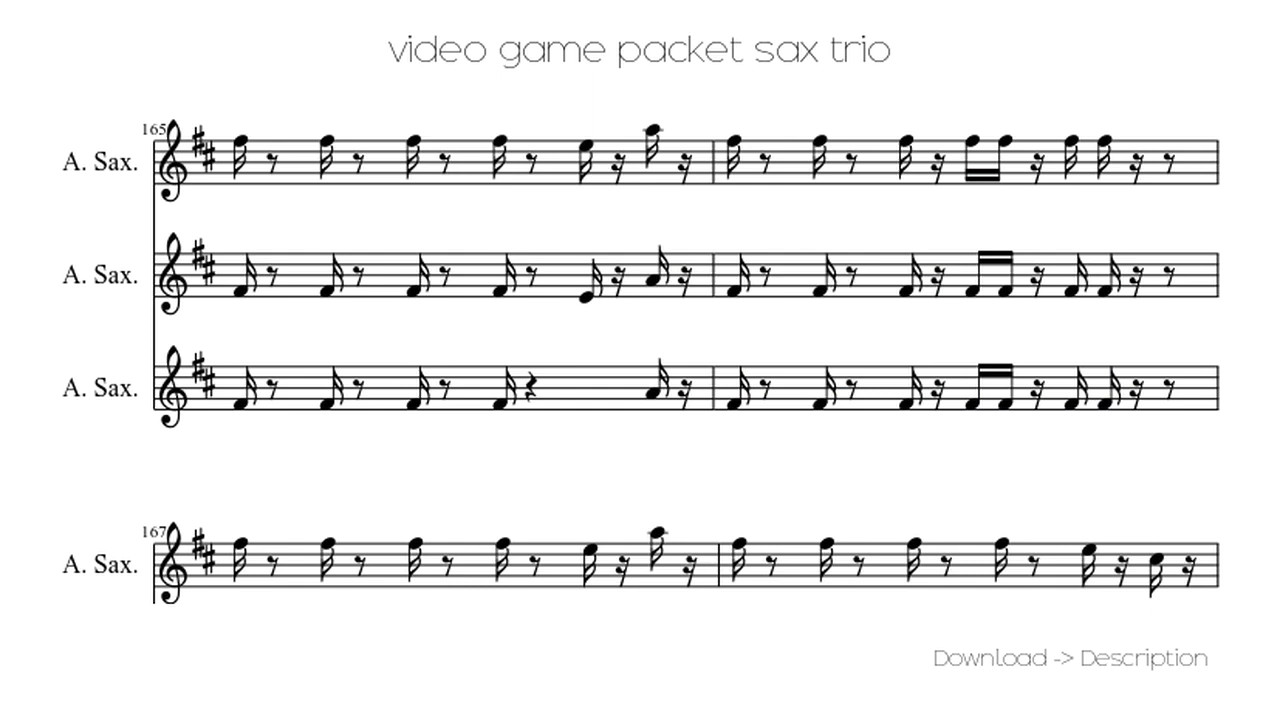 video game packet sax trio
165
A. Sax.
A. Sax.
A. Sax.
167
A. Sax.
Download -> Description